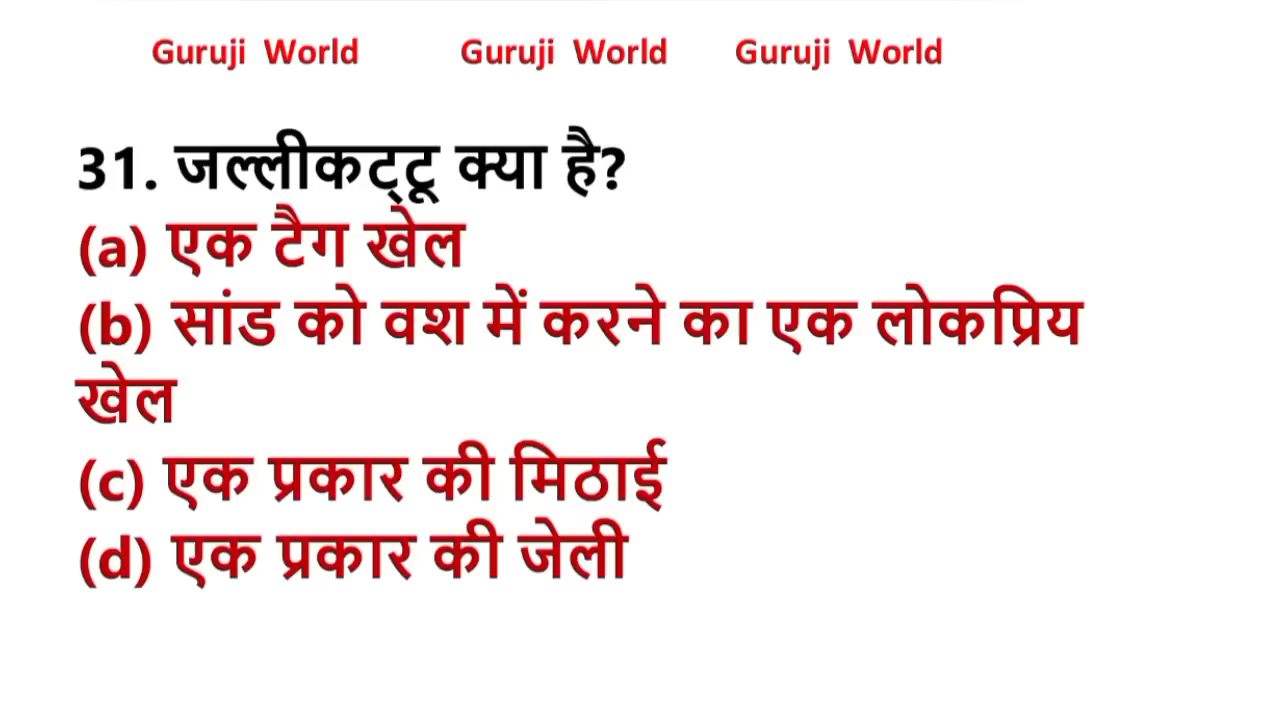 Guruji World Guruji World Guruji World
31. जल्लीकट्टू क्या है?
(a) एक टैग खेल
(b) सांड को वश में करने का एक लोकप्रिय
खेल
(c) एक प्रकार की मिठाई
(d) एक प्रकार की जेली